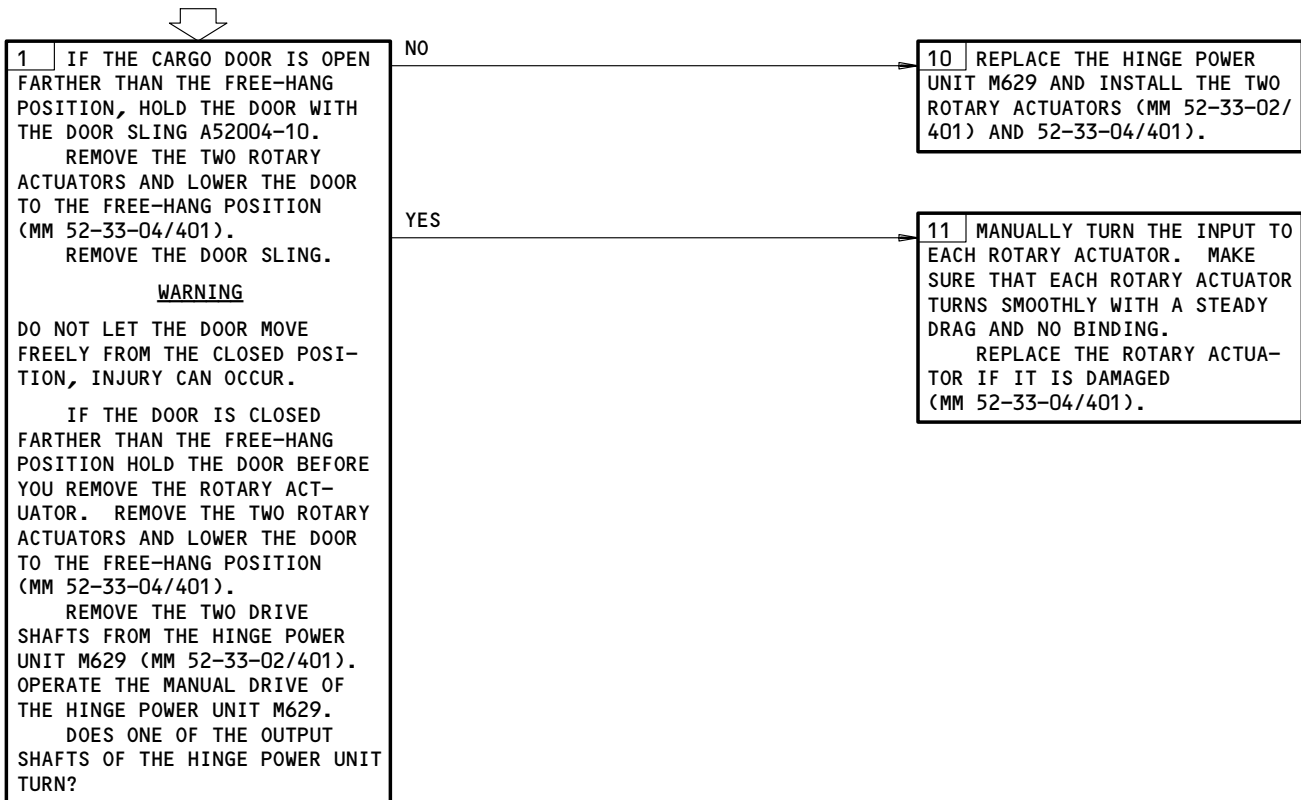 1 IF THE CARGO DOOR IS OPEN
FARTHER THAN THE FREE-HANG
POSITION, HOLD THE DOOR WITH
THE DOOR SLING A52004-10.
REMOVE THE TWO ROTARY
ACTUATORS AND LOWER THE DOOR
TO THE FREE-HANG POSITION
(MM 52-33-04/401).
REMOVE THE DOOR SLING.
WARNING
DO NOT LET THE DOOR MOVE
FREELY FROM THE CLOSED POSI-
TION, INJURY CAN OCCUR.
IF THE DOOR IS CLOSED
FARTHER THAN THE FREE-HANG
POSITION HOLD THE DOOR BEFORE
YOU REMOVE THE ROTARY ACT-
UATOR. REMOVE THE TWO ROTARY
ACTUATORS AND LOWER THE DOOR
TO THE FREE-HANG POSITION
(MM 52-33-04/401).
REMOVE THE TWO DRIVE
SHAFTS FROM THE HINGE POWER
UNIT M629 (MM 52-33-02/401).
OPERATE THE MANUAL DRIVE OF
THE HINGE POWER UNIT M629.
DOES ONE OF THE OUTPUT
SHAFTS OF THE HINGE POWER UNIT
TURN?
NO
10 REPLACE THE HINGE POWER
UNIT M629 AND INSTALL THE TWO
ROTARY ACTUATORS (MM 52-33-02/
401) AND 52-33-04/401).
YES
11 MANUALLY TURN THE INPUT TO
EACH ROTARY ACTUATOR. MAKE
SURE THAT EACH ROTARY ACTUATOR
TURNS SMOOTHLY WITH A STEADY
DRAG AND NO BINDING.
REPLACE THE ROTARY ACTUA-
TOR IF IT IS DAMAGED
(MM 52-33-04/401).